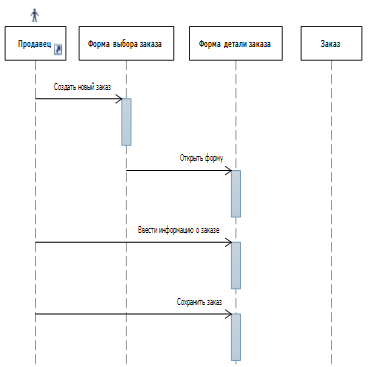 Продавец
Форма выбора заказа
Форма детали заказа
Заказ
Создать новый заказ
Открыть форму
Ввести информацию о заказе
Сохранить заказ